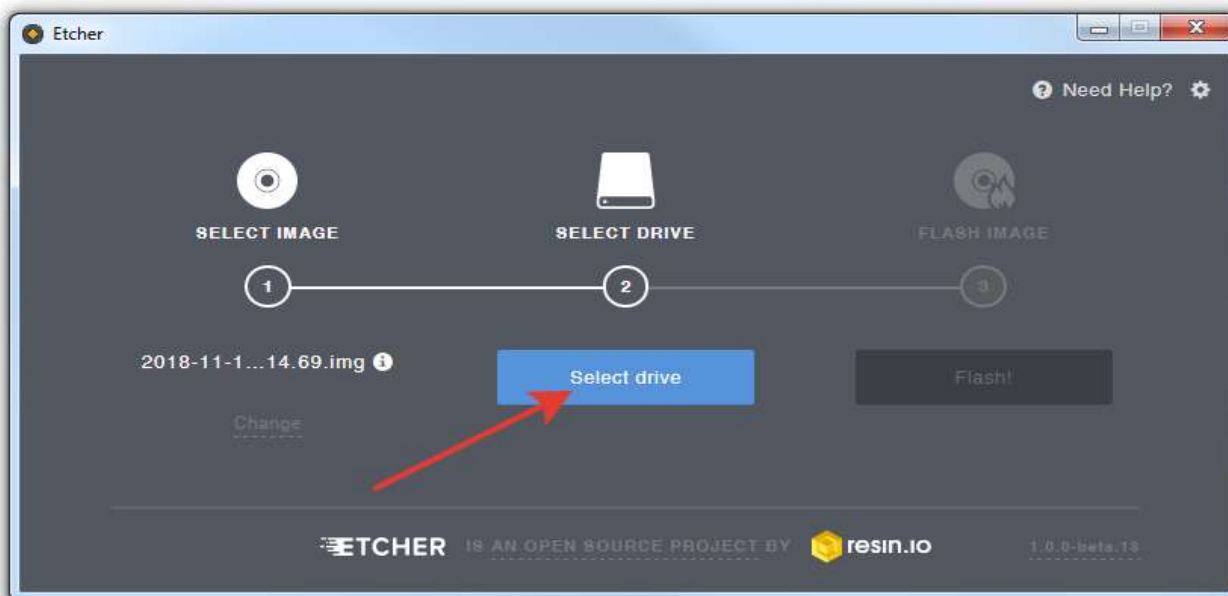 Etcher
Need Help?
SELECT IMAGE
SELECT DRIVE
FLASH IMAGE
1
2
3
2018-11-1...14.69.img
Select drive
Flash!
Change
ETCHER IS AN OPEN SOURCE PROJECT BY resin.io 1.0.0-beta.18